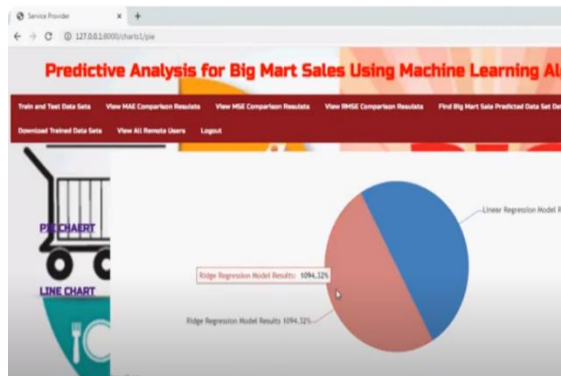 Service Provider
127.0.0.1:8000/charts1/pie
Predictive Analysis for Big Mart Sales Using Machine Learning Al
Train and Test Data Sets View MAE Comparison Results View MSE Comparison Results View RMSE Comparison Results Find Big Mart Sale Predicted Data Set Det
Download Trained Data Sets View All Remote Users Logout
Linear Regression Model R
PIE CHAERT
Ridge Regression Model Results: 1094.32%
LINE CHART
Ridge Regression Model Results 1094.32%